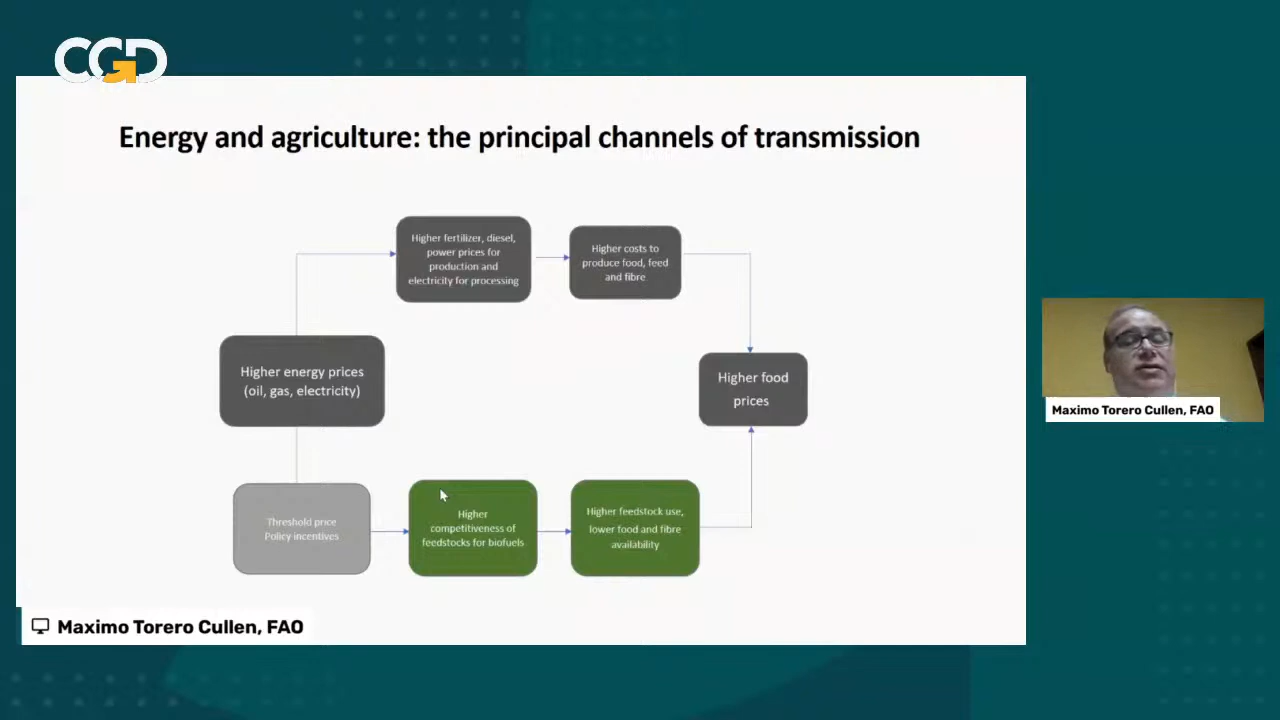 CGD
Energy and agriculture: the principal channels of transmission
Higher fertilizer, diesel,
power prices for
production and
electricity for processing
Higher costs to
produce food, feed
and fibre
Higher energy prices
(oil, gas, electricity)
Higher food
prices
Threshold price
Policy incentives
Higher
competitiveness of
feedstocks for biofuels
Higher feedstock use,
lower food and fibre
availability
Maximo Torero Cullen, FAO
Maximo Torero Cullen, FAO